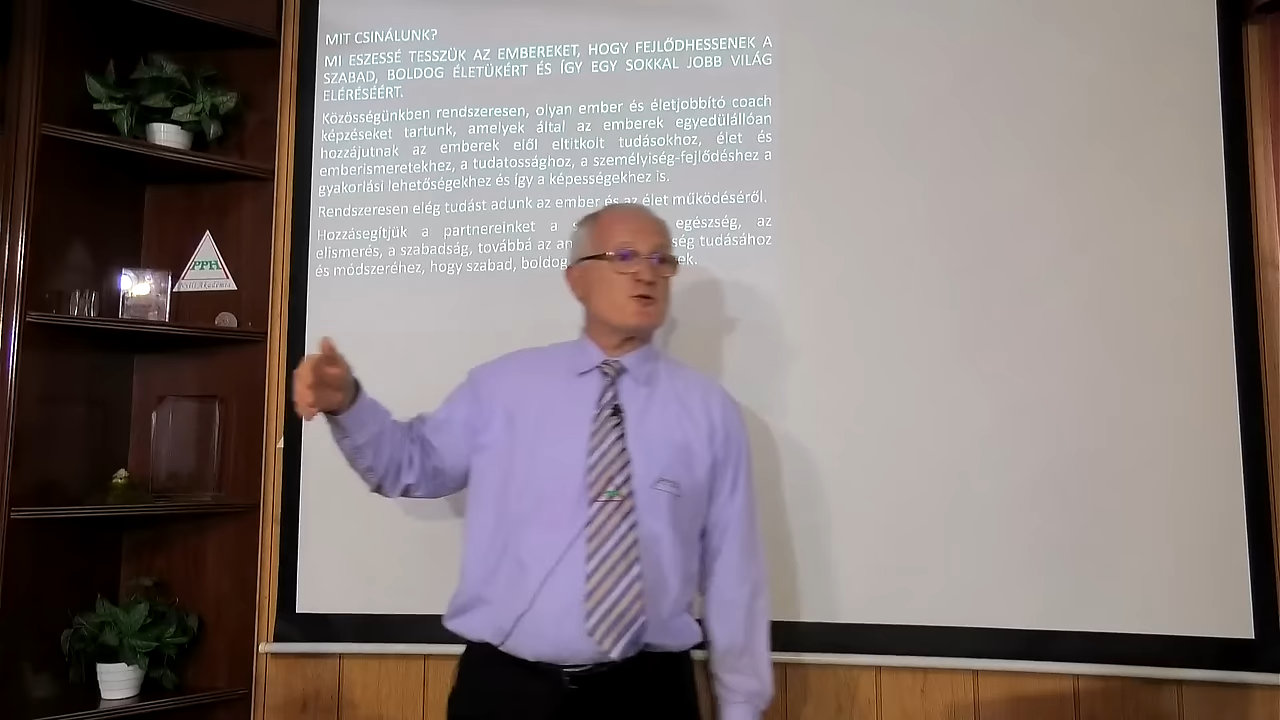 MIT CSINÁLUNK?
MI ESZESSÉ TESSZÜK AZ EMBEREKET, HOGY FEJLŐDHESSENEK A
SZABAD, BOLDOG ÉLETÜKÉRT ÉS ÍGY EGY SOKKAL JOBB VILÁG
ELÉRÉSÉÉRT.
Közösségünkben rendszeresen, olyan ember és életjobbító coach
képzéseket tartunk, amelyek által az emberek egyedülállóan
hozzájutnak az emberek elől eltitkolt tudásokhoz, élet és
emberismeretekhez, a tudatossághoz, a személyiség-fejlődéshez a
gyakorlási lehetőségekhez és így a képességekhez is.
Rendszeresen elég tudást adunk az ember és az élet működéséről.
Hozzásegítjük a partnereinket a egészség, az
elismerés, a szabadság, továbbá az tudásához
és módszeréhez, hogy szabad, boldog
PPH
Nyílt Akadémia